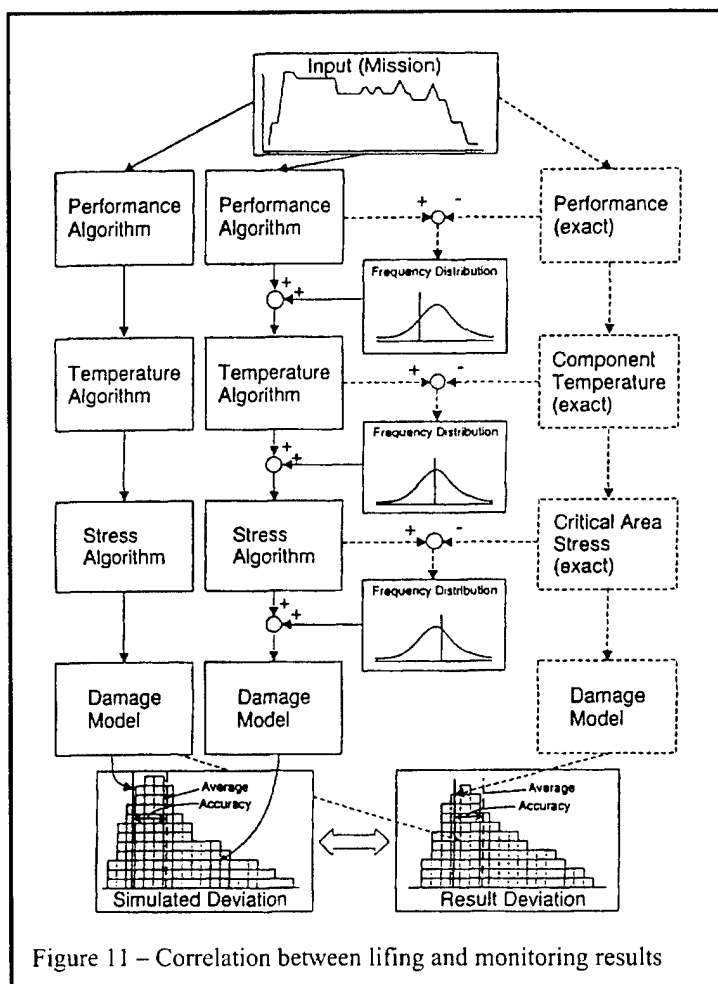 Input (Mission)
Performance
Algorithm
Performance
Algorithm
+
-
Performance
(exact)
+
+
Frequency Distribution
Temperature
Algorithm
Temperature
Algorithm
+
-
Component
Temperature
(exact)
+
+
Frequency Distribution
Stress
Algorithm
Stress
Algorithm
+
-
Critical Area
Stress
(exact)
+
+
Frequency Distribution
Damage
Model
Damage
Model
Damage
Model
Average
Accuracy
Simulated Deviation
Average
Accuracy
Result Deviation
Figure 11 – Correlation between lifing and monitoring results